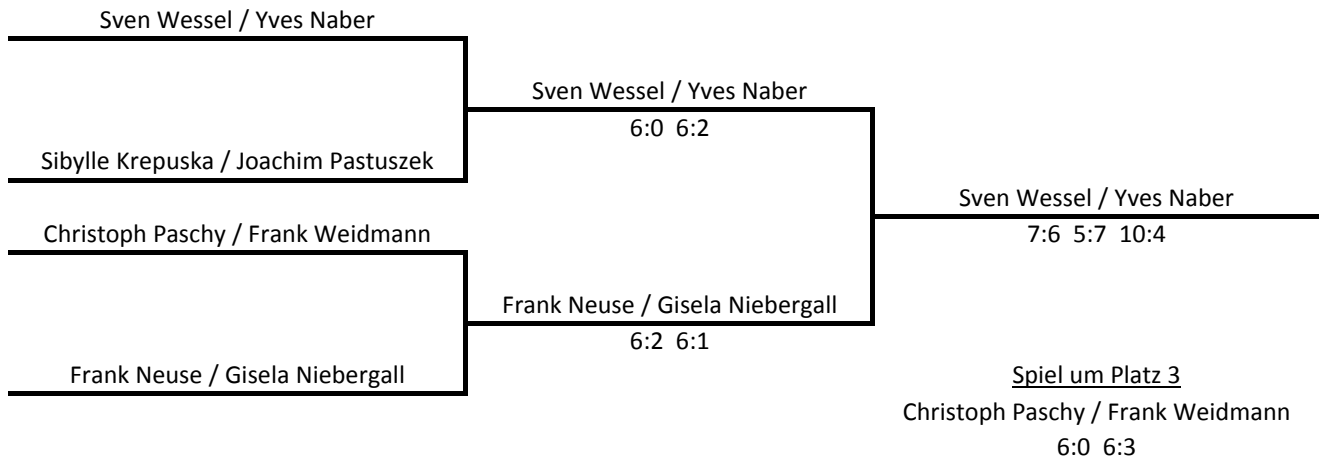 Sven Wessel / Yves Naber
Sven Wessel / Yves Naber
6:0 6:2
Sibylle Krepuska / Joachim Pastuszek
Sven Wessel / Yves Naber
7:6 5:7 10:4
Christoph Paschy / Frank Weidmann
Frank Neuse / Gisela Niebergall
6:2 6:1
Frank Neuse / Gisela Niebergall
Spiel um Platz 3
Christoph Paschy / Frank Weidmann
6:0 6:3